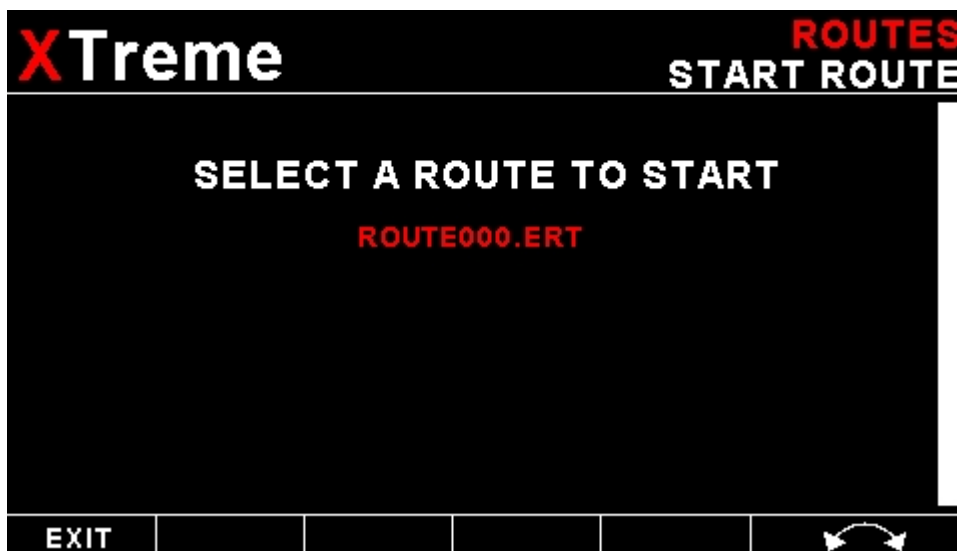 XTreme
ROUTES
START ROUTE
SELECT A ROUTE TO START
ROUTE000.ERT
EXIT